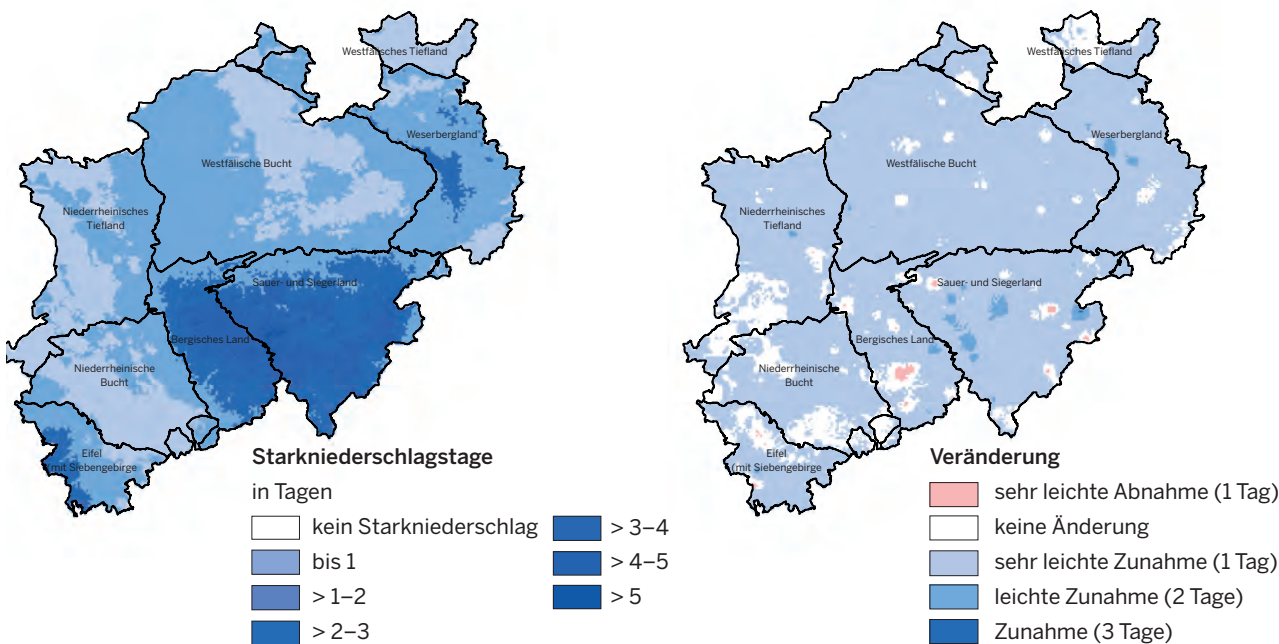 Westfälisches Tiefland
Weserbergland
Westfälische Bucht
Niederrheinisches
Tiefland
Sauer- und Siegerland
Bergisches Land
Niederrheinische
Bucht
Eifel
(mit Siebengebirge
Starkniederschlagstage
in Tagen
kein Starkniederschlag
bis 1
> 1–2
> 2–3
> 3–4
> 4–5
> 5
Westfälisches Tiefland
Weserbergland
Westfälische Bucht
Niederrheinisches
Tiefland
Sauer- und Siegerland
Bergisches Land
Niederrheinische
Bucht
Eifel
(mit Siebengebirge
Veränderung
sehr leichte Abnahme (1 Tag)
keine Änderung
sehr leichte Zunahme (1 Tag)
leichte Zunahme (2 Tage)
Zunahme (3 Tage)